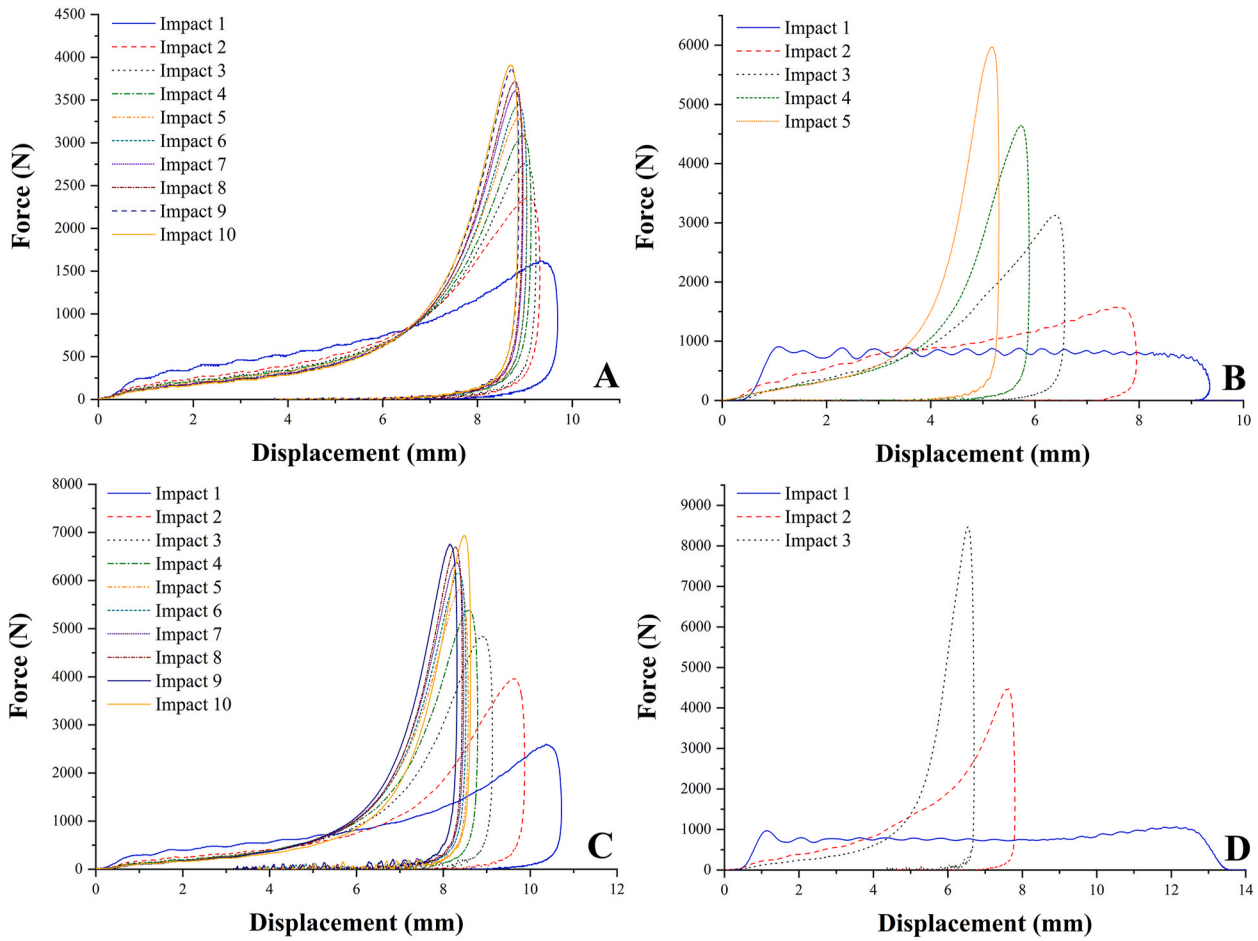 4500
4000
3500
3000
2500
2000
1500
1000
500
0
Force (N)
Impact 1
Impact 2
Impact 3
Impact 4
Impact 5
Impact 6
Impact 7
Impact 8
Impact 9
Impact 10
A
0 2 4 6 8 10
Displacement (mm)
6000
5000
4000
3000
2000
1000
0
Force (N)
Impact 1
Impact 2
Impact 3
Impact 4
Impact 5
B
0 2 4 6 8 10
Displacement (mm)
8000
7000
6000
5000
4000
3000
2000
1000
0
Force (N)
Impact 1
Impact 2
Impact 3
Impact 4
Impact 5
Impact 6
Impact 7
Impact 8
Impact 9
Impact 10
C
0 2 4 6 8 10 12
Displacement (mm)
9000
8000
7000
6000
5000
4000
3000
2000
1000
0
Force (N)
Impact 1
Impact 2
Impact 3
D
0 2 4 6 8 10 12 14
Displacement (mm)